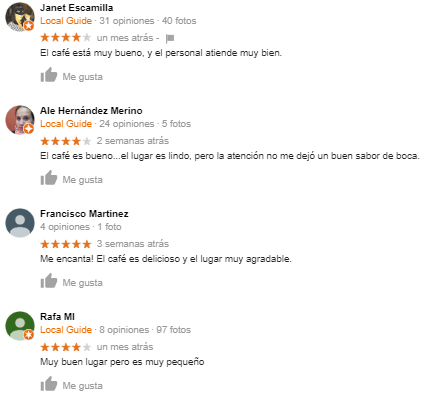 Janet Escamilla
Local Guide · 31 opiniones · 40 fotos
un mes atrás -
El café está muy bueno, y el personal atiende muy bien.
Me gusta
Ale Hernández Merino
Local Guide · 24 opiniones · 5 fotos
2 semanas atrás
El café es bueno...el lugar es lindo, pero la atención no me dejó un buen sabor de boca.
Me gusta
Francisco Martinez
4 opiniones · 1 foto
3 semanas atrás
Me encanta! El café es delicioso y el lugar muy agradable.
Me gusta
Rafa MI
Local Guide · 8 opiniones · 97 fotos
un mes atrás
Muy buen lugar pero es muy pequeño
Me gusta